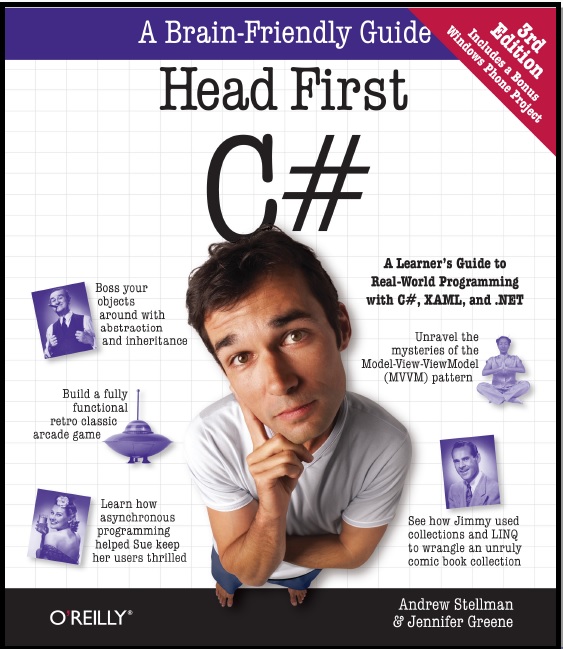 A Brain-Friendly Guide
3rd
Edition
Includes a Bonus
Windows Phone Project
Head First
C#
A Learner's Guide to
Real-World Programming
with C#, XAML, and .NET
Boss your
objects
around with
abstraction
and inheritance
Unravel the
mysteries of the
Model-View-ViewModel
(MVVM) pattern
Build a fully
functional
retro classic
arcade game
Learn how
asynchronous
programming
helped Sue keep
her users thrilled
See how Jimmy used
collections and LINQ
to wrangle an unruly
comic book collection
O'REILLY®
Andrew Stellman
& Jennifer Greene